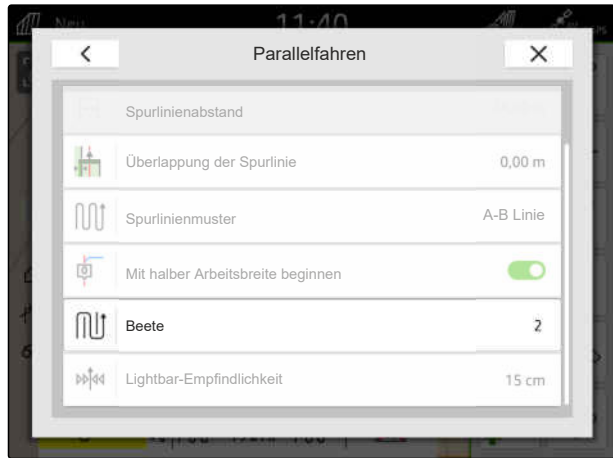 Neu 11:40
Parallelfahren
Spurlinienabstand
Überlappung der Spurlinie 0,00 m
Spurlinienmuster A-B Linie
Mit halber Arbeitsbreite beginnen
Beete 2
Lightbar-Empfindlichkeit 15 cm